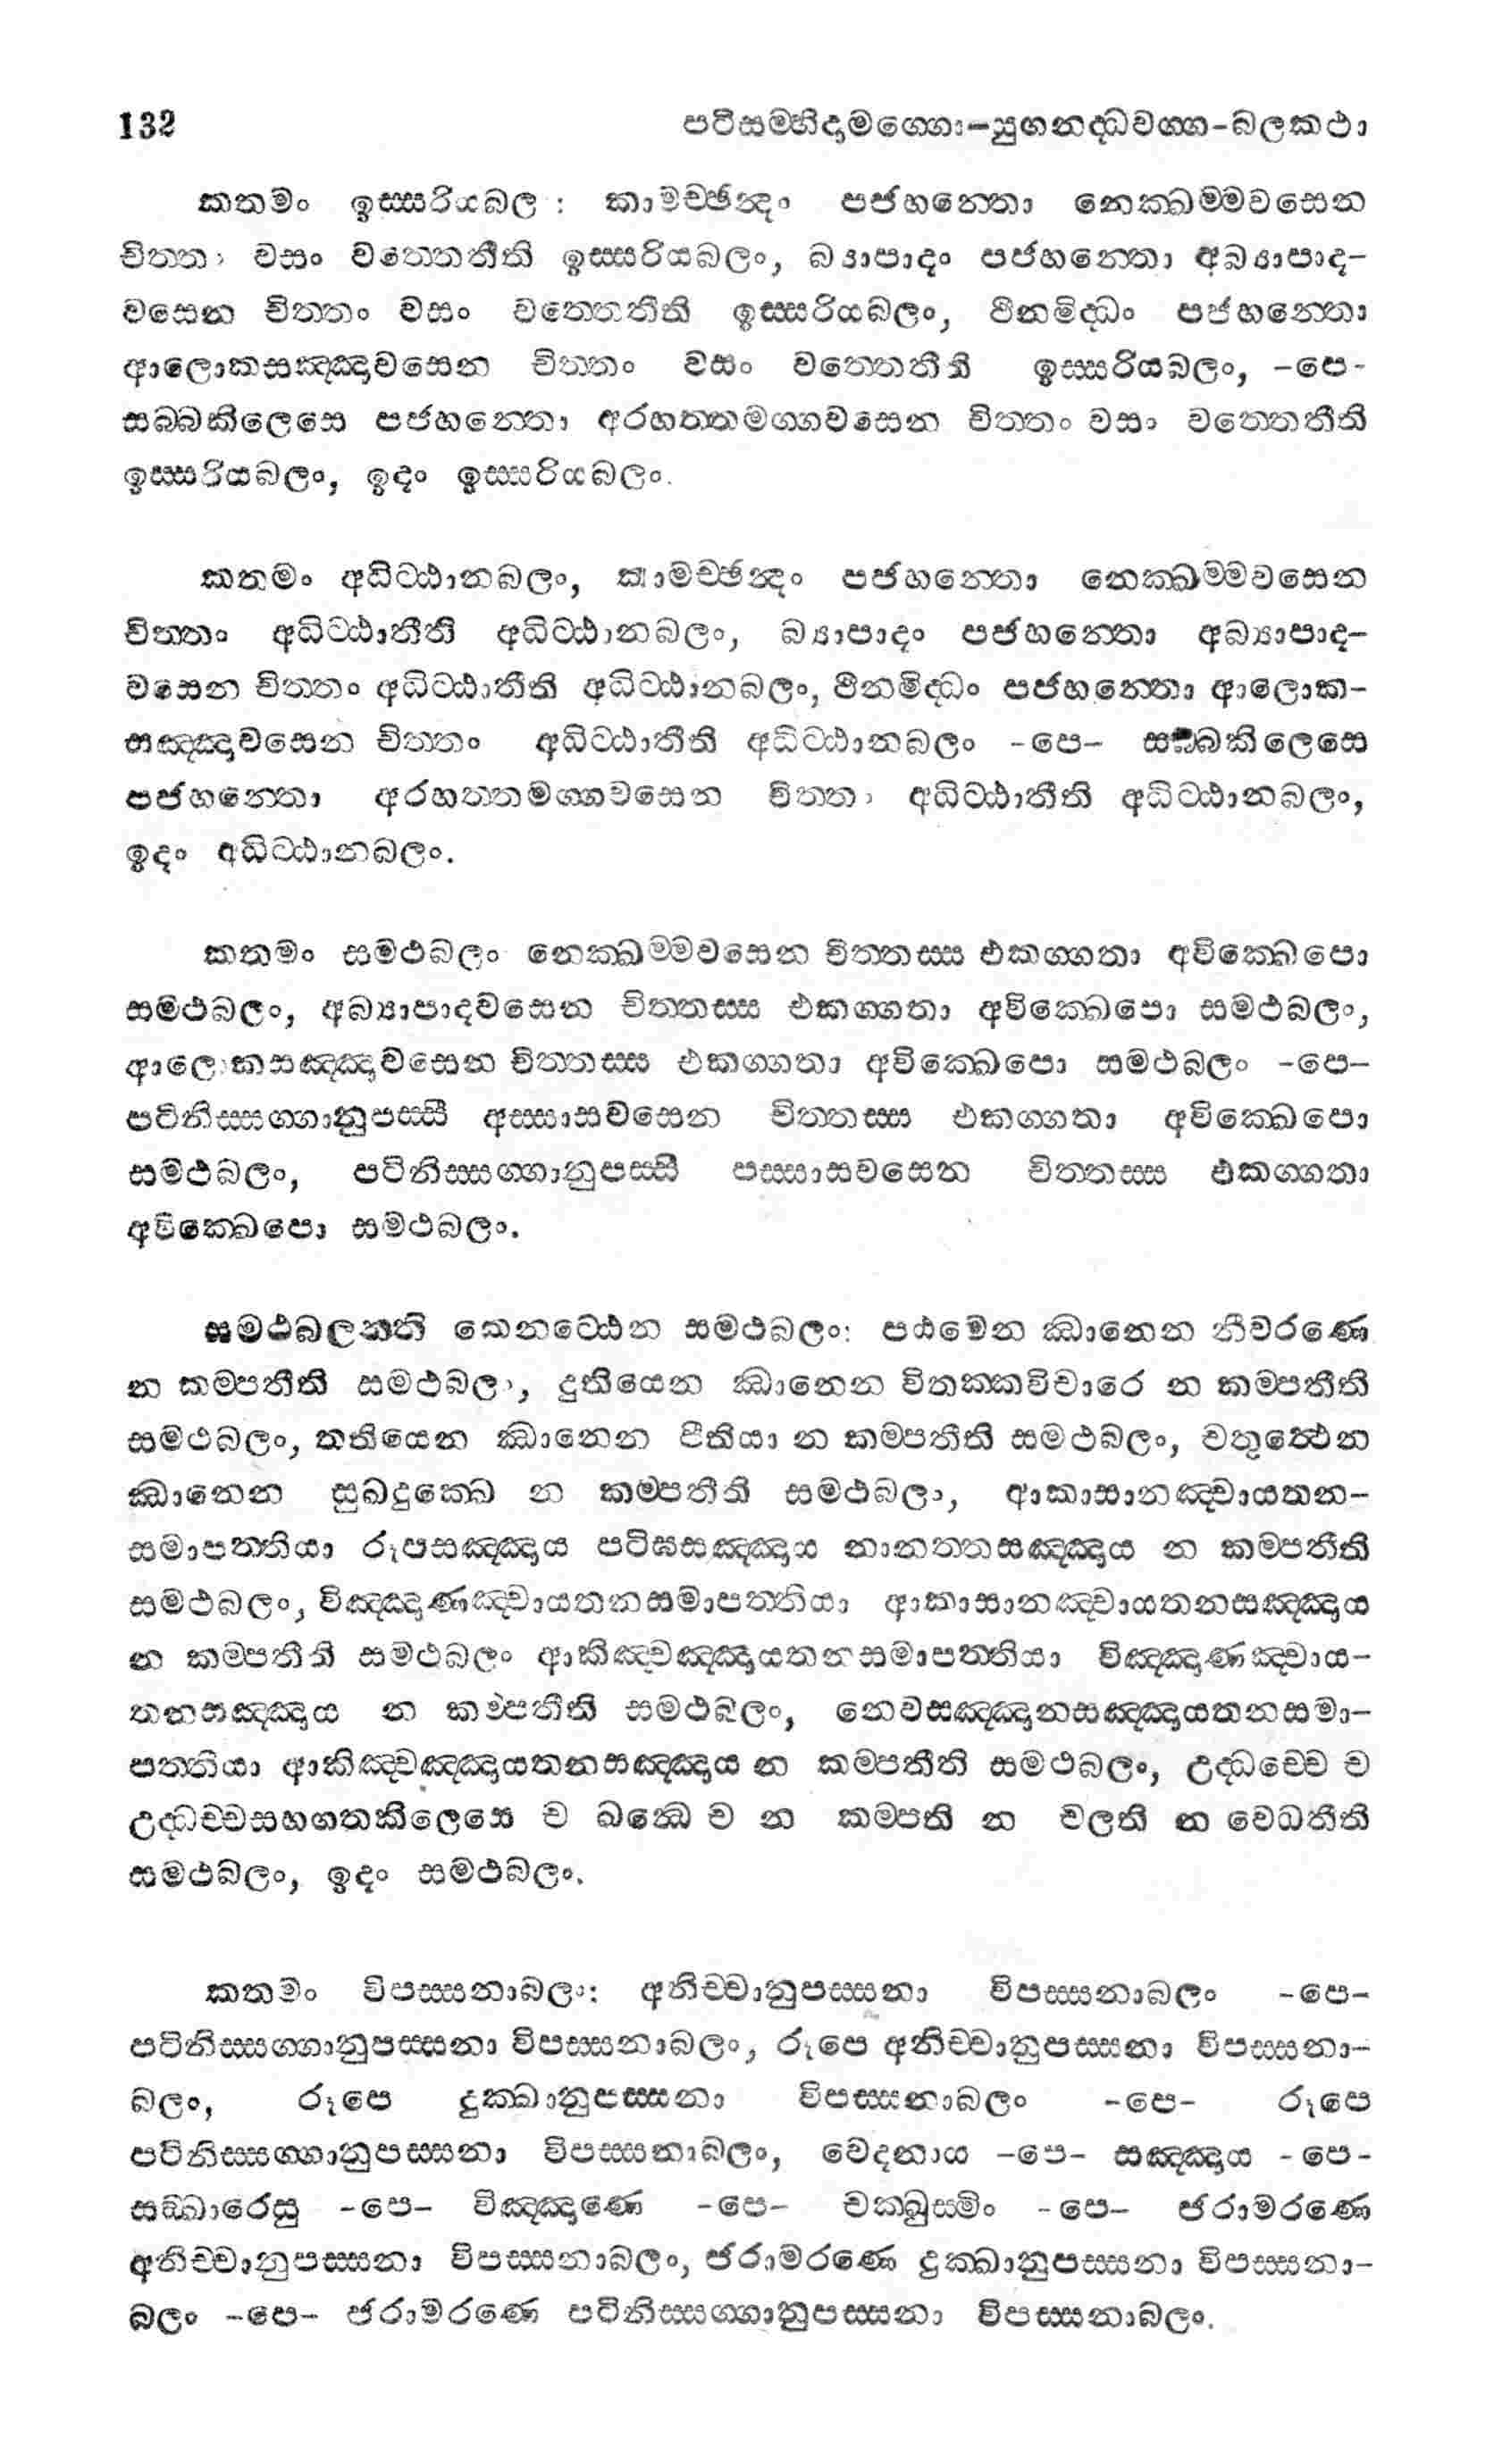 132 පටිසම්භිදාමග්ගො-යුගනද්ධවග්ග-බලකථා
කතමං ඉස්සරියබලං: කාමච්ඡන්දං පජහන්තො නෙක්ඛම්මවසෙන
චිත්තං වසං වත්තෙතීති ඉස්සරියබලං, බ්‍යාපාදං පජහන්තො අබ්‍යාපාද-
වසෙන චිත්තං වසං වත්තෙතීති ඉස්සරියබලං, ථීනමිද්ධං පජහන්තො
ආලොකසඤ්ඤාවසෙන චිත්තං වසං වත්තෙතීති ඉස්සරියබලං, -පෙ-
සබ්බකිලෙසෙ පජහන්තො අරහත්තමග්ගවසෙන චිත්තං වසං වත්තෙතීති
ඉස්සරියබලං, ඉදං ඉස්සරියබලං.
කතමං අධිට්ඨානබලං, කාමච්ඡන්දං පජහන්තො නෙක්ඛම්මවසෙන
චිත්තං අධිට්ඨාතීති අධිට්ඨානබලං, බ්‍යාපාදං පජහන්තො අබ්‍යාපාද-
වසෙන චිත්තං අධිට්ඨාතීති අධිට්ඨානබලං, ථීනමිද්ධං පජහන්තො ආලොක-
සඤ්ඤාවසෙන චිත්තං අධිට්ඨාතීති අධිට්ඨානබලං -පෙ- සබ්බකිලෙසෙ
පජහන්තො අරහත්තමග්ගවසෙන චිත්තං අධිට්ඨාතීති අධිට්ඨානබලං,
ඉදං අධිට්ඨානබලං.
කතමං සමථබලං නෙක්ඛම්මවසෙන චිත්තස්ස එකග්ගතා අවික්ඛෙපො
සමථබලං, අබ්‍යාපාදවසෙන චිත්තස්ස එකග්ගතා අවික්ඛෙපො සමථබලං,
ආලොකසඤ්ඤාවසෙන චිත්තස්ස එකග්ගතා අවික්ඛෙපො සමථබලං -පෙ-
පටිනිස්සග්ගානුපස්සී අස්සාසවසෙන චිත්තස්ස එකග්ගතා අවික්ඛෙපො
සමථබලං, පටිනිස්සග්ගානුපස්සී පස්සාසවසෙන චිත්තස්ස එකග්ගතා
අවික්ඛෙපො සමථබලං.
සමථබලන්ති කෙනට්ඨෙන සමථබලං: පඨමෙන ඣානෙන නීවරණෙ
න කම්පතීති සමථබලං, දුතියෙන ඣානෙන විතක්කවිචාරෙ න කම්පතීති
සමථබලං, තතියෙන ඣානෙන පීතියා න කම්පතීති සමථබලං, චතුත්ථෙන
ඣානෙන සුඛදුක්ඛෙ න කම්පතීති සමථබලං, ආකාසානඤ්චායතන-
සමාපත්තියා රූපසඤ්ඤාය පටිඝසඤ්ඤාය නානත්තසඤ්ඤාය න කම්පතීති
සමථබලං, විඤ්ඤාණඤ්චායතනසමාපත්තියා ආකාසානඤ්චායතනසඤ්ඤාය
න කම්පතීති සමථබලං ආකිඤ්චඤ්ඤායතනසමාපත්තියා විඤ්ඤාණඤ්චාය-
තනසඤ්ඤාය න කම්පතීති සමථබලං, නෙවසඤ්ඤානසඤ්ඤායතනසමා-
පත්තියා ආකිඤ්චඤ්ඤායතනසඤ්ඤාය න කම්පතීති සමථබලං, උද්ධච්චෙ ච
උද්ධච්චසහගතකිලෙසෙ ච ඛන්ධෙ ච න කම්පති න චලති න වෙධතීති
සමථබලං, ඉදං සමථබලං.
කතමං විපස්සනාබලං: අනිච්චානුපස්සනා විපස්සනාබලං -පෙ-
පටිනිස්සග්ගානුපස්සනා විපස්සනාබලං, රූපෙ අනිච්චානුපස්සනා විපස්සනා-
බලං, රූපෙ දුක්ඛානුපස්සනා විපස්සනාබලං -පෙ- රූපෙ
පටිනිස්සග්ගානුපස්සනා විපස්සනාබලං, වෙදනාය -පෙ- සඤ්ඤාය -පෙ-
සඞ්ඛාරෙසු -පෙ- විඤ්ඤාණෙ -පෙ- චක්ඛුස්මිං -පෙ- ජරාමරණෙ
අනිච්චානුපස්සනා විපස්සනාබලං, ජරාමරණෙ දුක්ඛානුපස්සනා විපස්සනා-
බලං -පෙ- ජරාමරණෙ පටිනිස්සග්ගානුපස්සනා විපස්සනාබලං.